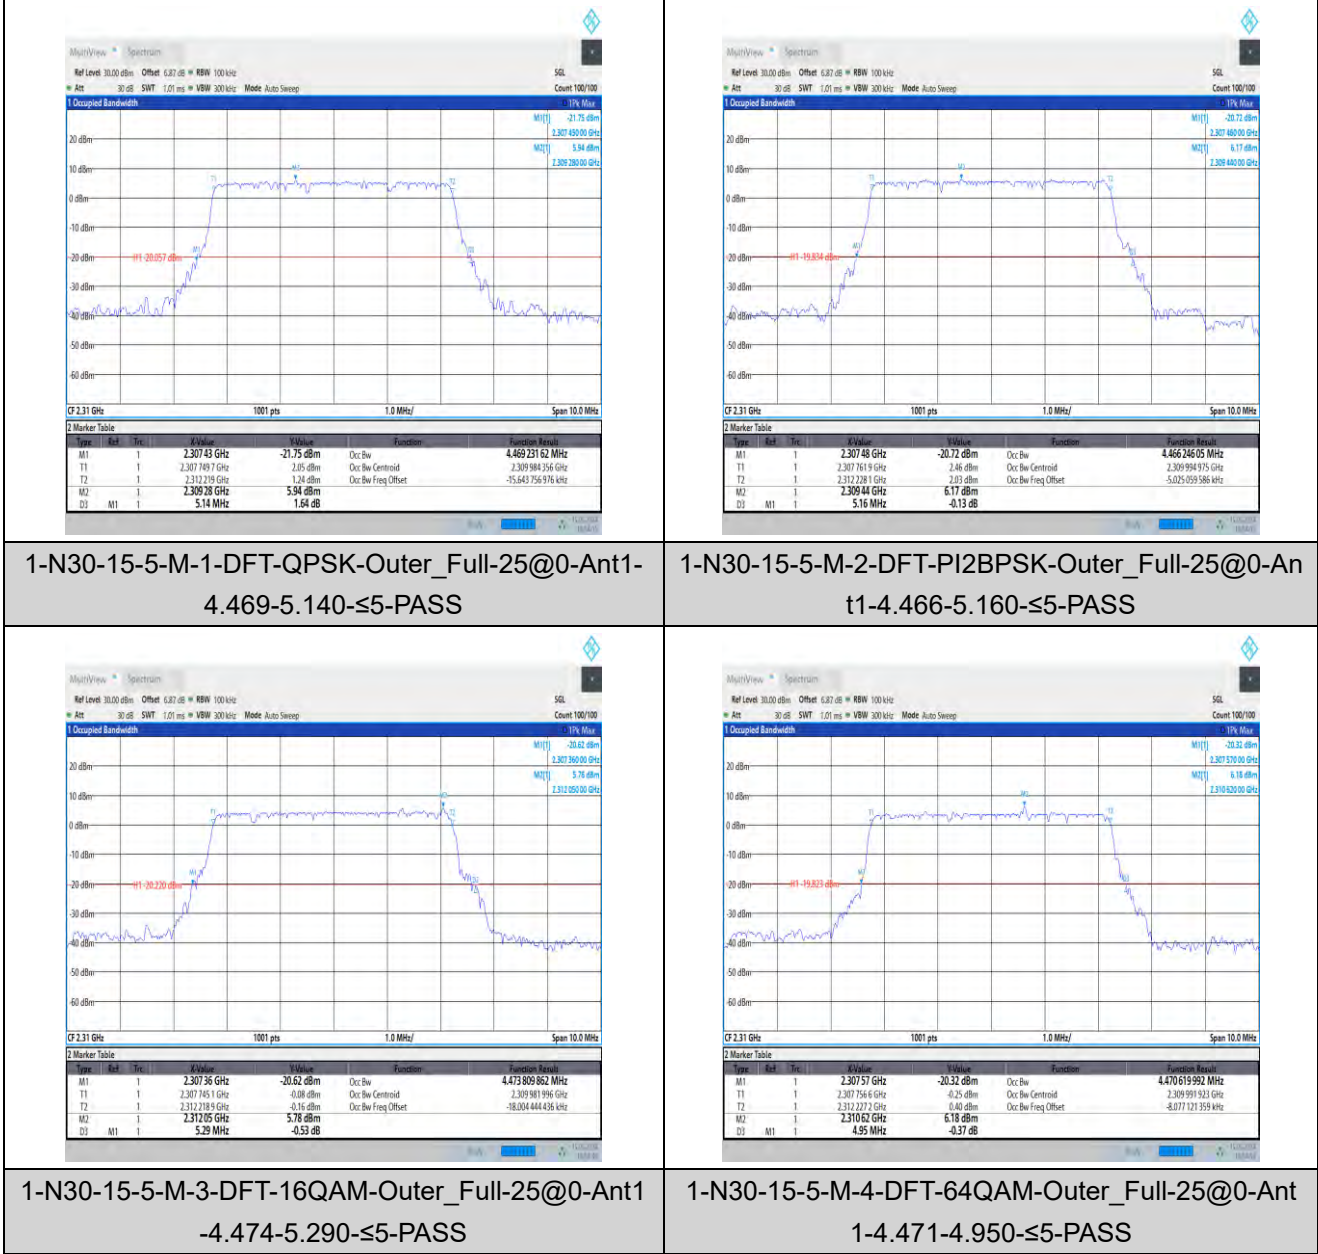 MultiView Spectrum
Ref Level 30.00 dBm Offset 6.87 dB RBW 100 kHz SGL
Att 30 dB SWT 1.01 ms VBW 300 kHz Mode Auto Sweep Count 100/100
1 Occupied Bandwidth 1Pk Max
M1[1] -21.75 dBm
2.307 430 00 GHz
M2[1] 5.94 dBm
2.309 280 00 GHz
20 dBm
10 dBm
0 dBm
-10 dBm
-20 dBm
-30 dBm
-40 dBm
-50 dBm
-60 dBm
T1 M2 T2
M1 D3
H1 -20.057 dBm
CF 2.31 GHz 1001 pts 1.0 MHz/ Span 10.0 MHz
2 Marker Table
Type Ref Trc X-Value Y-Value Function Function Result
M1 1 2.307 43 GHz -21.75 dBm Occ Bw 4.469 231 62 MHz
T1 1 2.307 749 7 GHz 2.05 dBm Occ Bw Centroid 2.309 984 356 GHz
T2 1 2.312 219 GHz 1.24 dBm Occ Bw Freq Offset -15.643 756 976 kHz
M2 1 2.309 28 GHz 5.94 dBm
D3 M1 1 5.14 MHz 1.64 dB
1-N30-15-5-M-1-DFT-QPSK-Outer_Full-25@0-Ant1-
4.469-5.140-≤5-PASS
MultiView Spectrum
Ref Level 30.00 dBm Offset 6.87 dB RBW 100 kHz SGL
Att 30 dB SWT 1.01 ms VBW 300 kHz Mode Auto Sweep Count 100/100
1 Occupied Bandwidth 1Pk Max
M1[1] -20.72 dBm
2.307 480 00 GHz
M2[1] 6.17 dBm
2.309 440 00 GHz
20 dBm
10 dBm
0 dBm
-10 dBm
-20 dBm
-30 dBm
-40 dBm
-50 dBm
-60 dBm
T1 M2 T2
M1 D3
H1 -19.834 dBm
CF 2.31 GHz 1001 pts 1.0 MHz/ Span 10.0 MHz
2 Marker Table
Type Ref Trc X-Value Y-Value Function Function Result
M1 1 2.307 48 GHz -20.72 dBm Occ Bw 4.466 246 05 MHz
T1 1 2.307 761 9 GHz 2.46 dBm Occ Bw Centroid 2.309 994 975 GHz
T2 1 2.312 228 1 GHz 2.03 dBm Occ Bw Freq Offset -5.025 059 586 kHz
M2 1 2.309 44 GHz 6.17 dBm
D3 M1 1 5.16 MHz -0.13 dB
1-N30-15-5-M-2-DFT-PI2BPSK-Outer_Full-25@0-An
t1-4.466-5.160-≤5-PASS
MultiView Spectrum
Ref Level 30.00 dBm Offset 6.87 dB RBW 100 kHz SGL
Att 30 dB SWT 1.01 ms VBW 300 kHz Mode Auto Sweep Count 100/100
1 Occupied Bandwidth 1Pk Max
M1[1] -20.62 dBm
2.307 360 00 GHz
M2[1] 5.78 dBm
2.312 050 00 GHz
20 dBm
10 dBm
0 dBm
-10 dBm
-20 dBm
-30 dBm
-40 dBm
-50 dBm
-60 dBm
T1 M2 T2
M1 D3
H1 -20.220 dBm
CF 2.31 GHz 1001 pts 1.0 MHz/ Span 10.0 MHz
2 Marker Table
Type Ref Trc X-Value Y-Value Function Function Result
M1 1 2.307 36 GHz -20.62 dBm Occ Bw 4.473 809 862 MHz
T1 1 2.307 745 1 GHz -0.08 dBm Occ Bw Centroid 2.309 981 996 GHz
T2 1 2.312 218 9 GHz -0.16 dBm Occ Bw Freq Offset -18.004 444 436 kHz
M2 1 2.312 05 GHz 5.78 dBm
D3 M1 1 5.29 MHz -0.53 dB
1-N30-15-5-M-3-DFT-16QAM-Outer_Full-25@0-Ant1
-4.474-5.290-≤5-PASS
MultiView Spectrum
Ref Level 30.00 dBm Offset 6.87 dB RBW 100 kHz SGL
Att 30 dB SWT 1.01 ms VBW 300 kHz Mode Auto Sweep Count 100/100
1 Occupied Bandwidth 1Pk Max
M1[1] -20.32 dBm
2.307 570 00 GHz
M2[1] 6.18 dBm
2.310 620 00 GHz
20 dBm
10 dBm
0 dBm
-10 dBm
-20 dBm
-30 dBm
-40 dBm
-50 dBm
-60 dBm
T1 M2 T2
M1 D3
H1 -19.823 dBm
CF 2.31 GHz 1001 pts 1.0 MHz/ Span 10.0 MHz
2 Marker Table
Type Ref Trc X-Value Y-Value Function Function Result
M1 1 2.307 57 GHz -20.32 dBm Occ Bw 4.470 619 992 MHz
T1 1 2.307 756 6 GHz -0.25 dBm Occ Bw Centroid 2.309 991 923 GHz
T2 1 2.312 227 2 GHz 0.40 dBm Occ Bw Freq Offset -8.077 121 359 kHz
M2 1 2.310 62 GHz 6.18 dBm
D3 M1 1 4.95 MHz -0.37 dB
1-N30-15-5-M-4-DFT-64QAM-Outer_Full-25@0-Ant
1-4.471-4.950-≤5-PASS